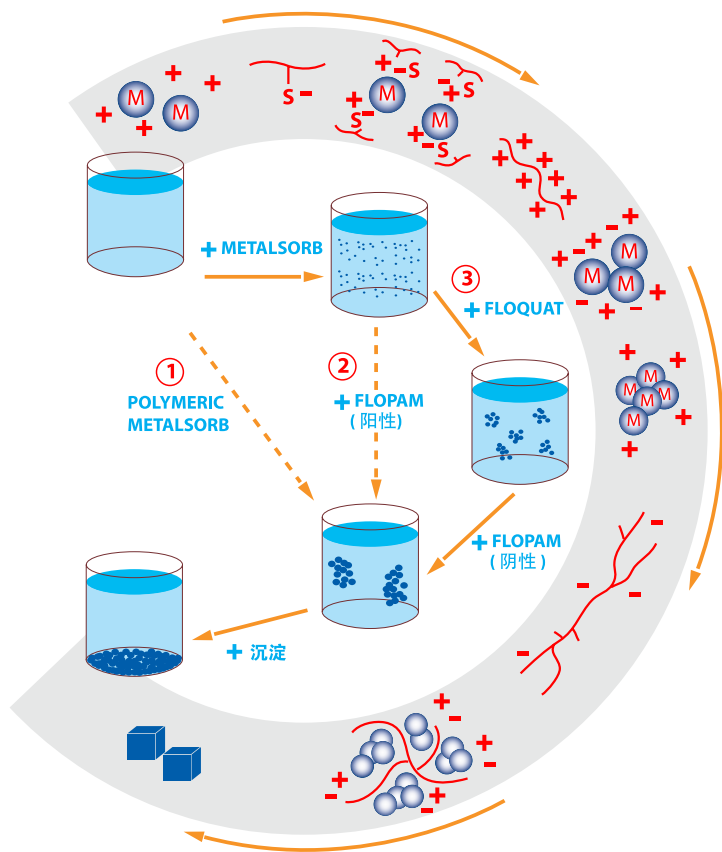 M
M
S
S
M
S
M
S
S
+ METALSORB
③
+ FLOQUAT
M
M
M
①
POLYMERIC
METALSORB
②
+ FLOPAM
(阳性)
M
M
M
M
M
+ FLOPAM
(阴性)
+ 沉淀